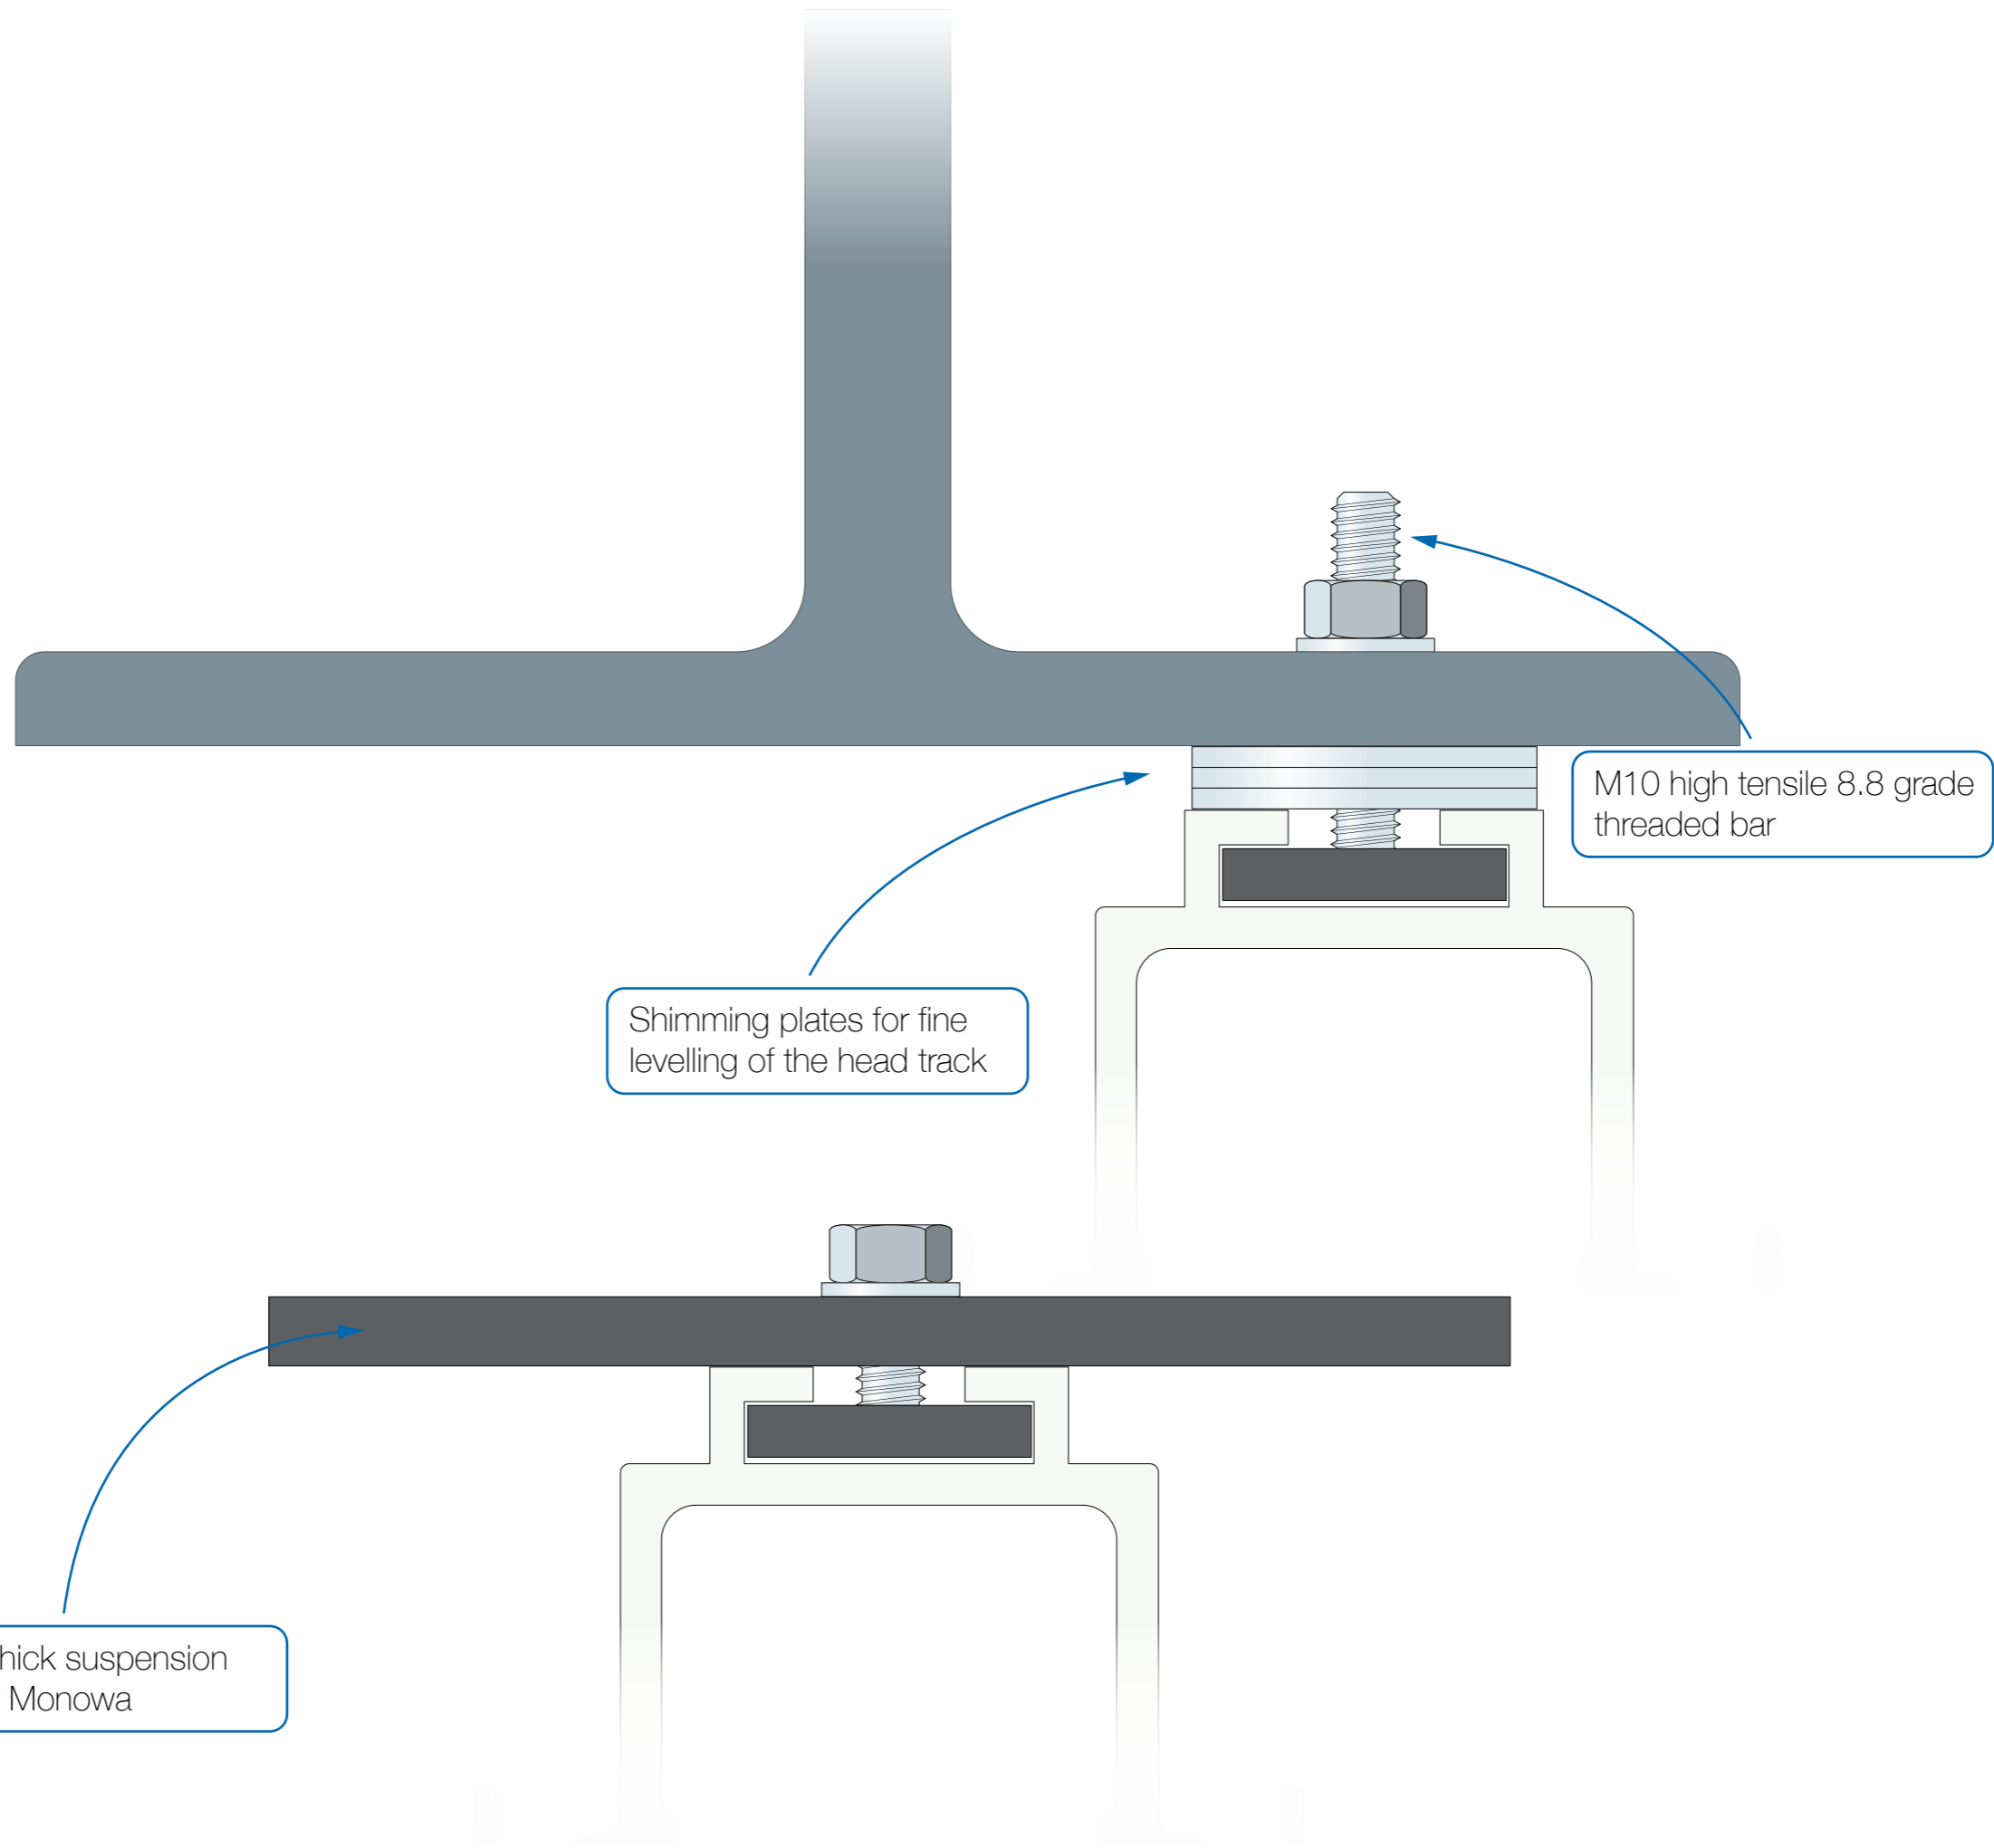 M10 high tensile 8.8 grade
threaded bar
Shimming plates for fine
levelling of the head track
suspension
Monowa